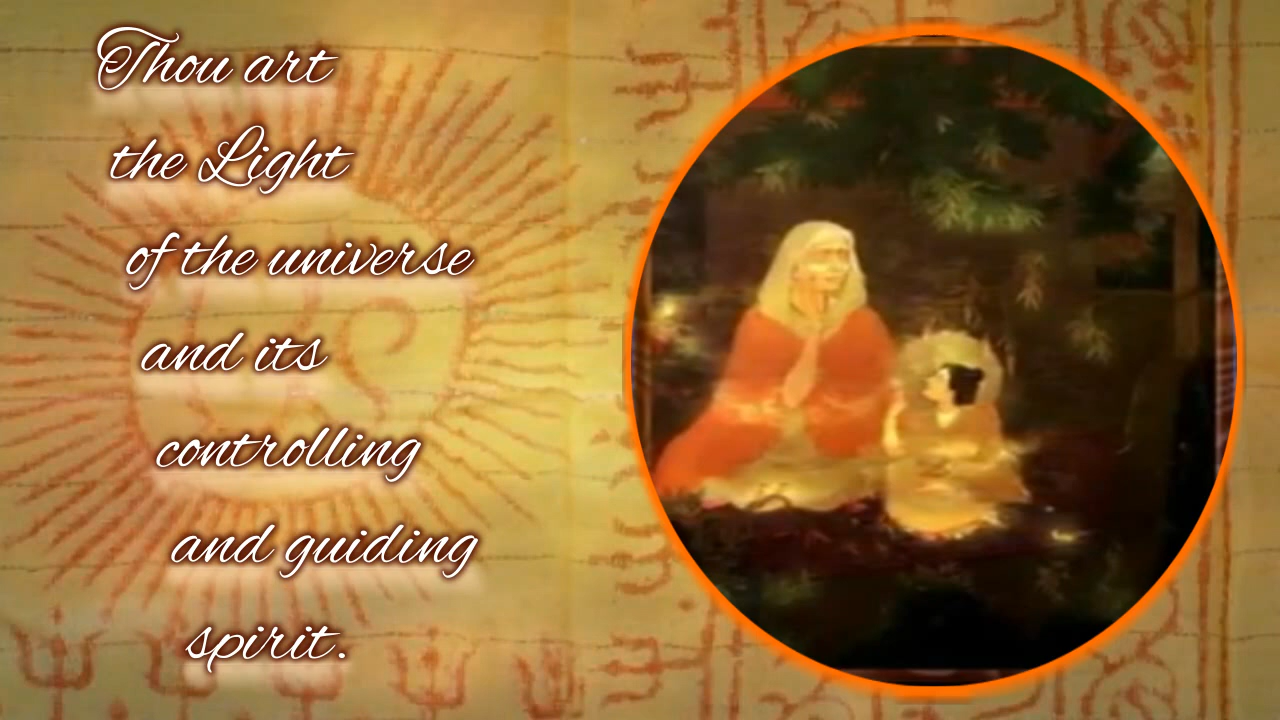 Thou art
the Light
of the universe
and its
controlling
and guiding
spirit.